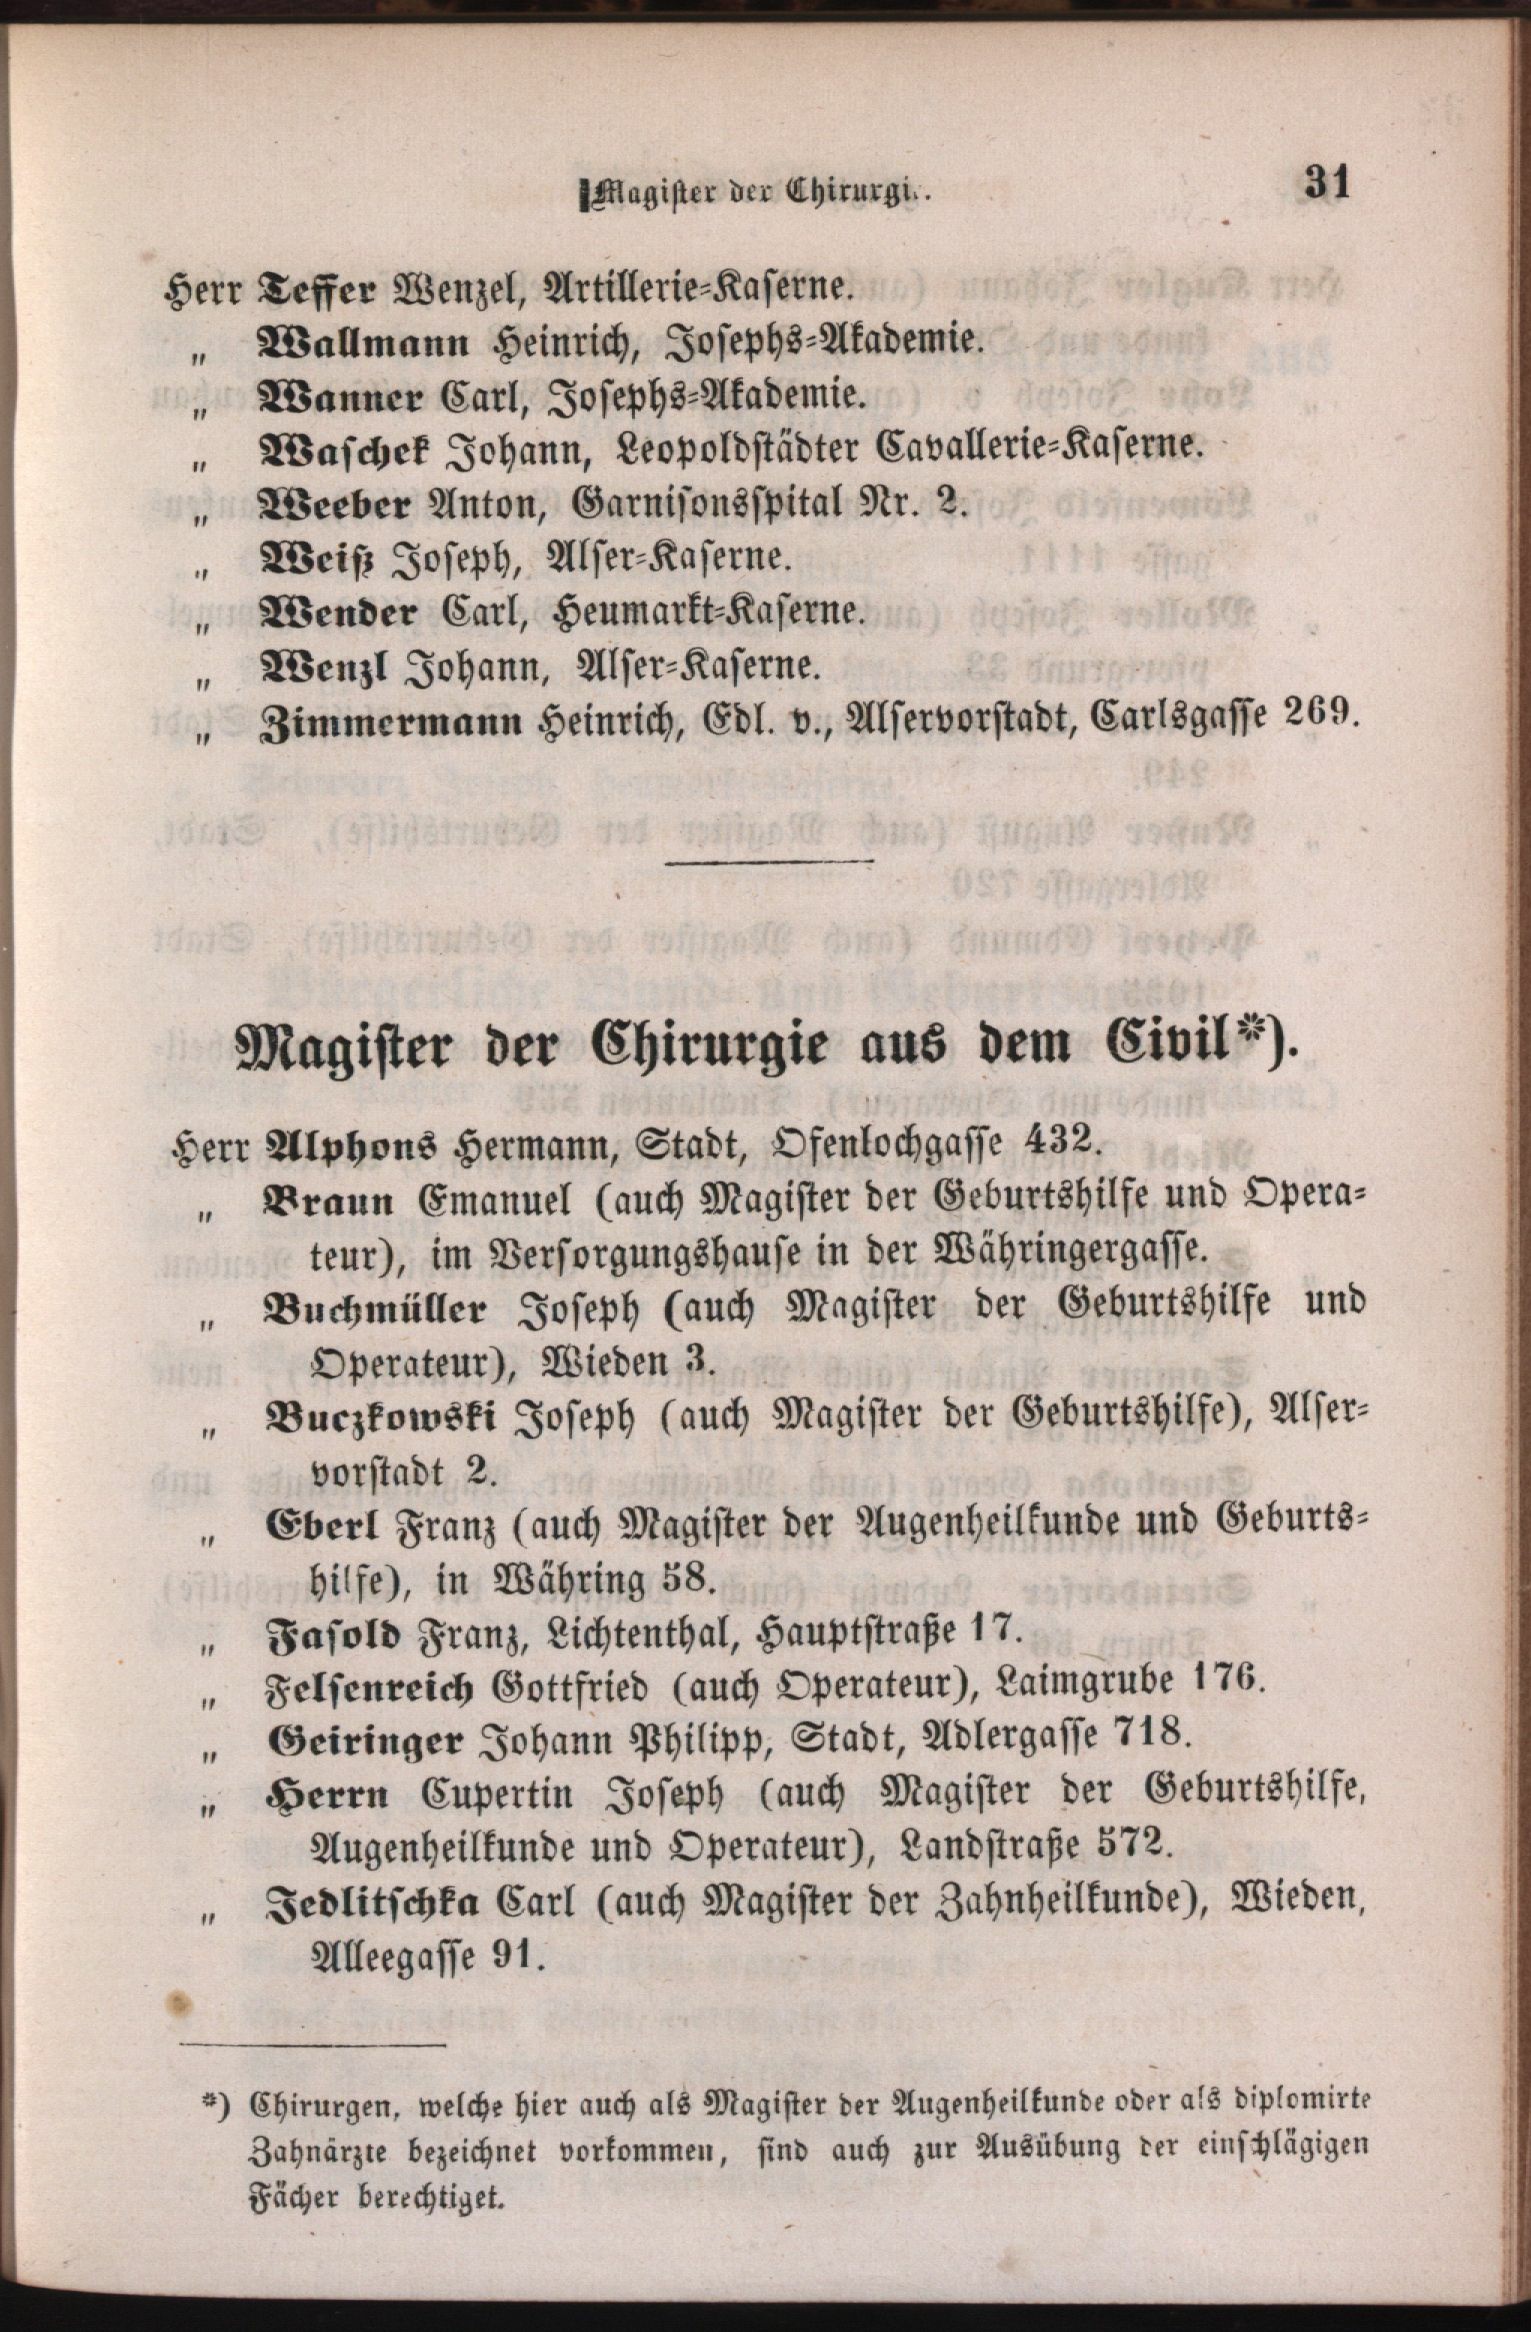 Magister der Chirurgie.
31
Herr Teffer Wenzel, Artillerie-Kaserne.
„ Wallmann Heinrich, Josephs-Akademie.
„ Wanner Carl, Josephs-Akademie.
„ Waschek Johann, Leopoldstädter Cavallerie-Kaserne.
„ Weeber Anton, Garnisonsspital Nr. 2.
„ Weiß Joseph, Alser-Kaserne.
„ Wender Carl, Heumarkt-Kaserne.
„ Wenzl Johann, Alser-Kaserne.
„ Zimmermann Heinrich, Edl. v., Alservorstadt, Carlsgasse 269.
Magister der Chirurgie aus dem Civil*).
Herr Alphons Hermann, Stadt, Ofenlochgasse 432.
„ Braun Emanuel (auch Magister der Geburtshilfe und Opera-
teur), im Versorgungshause in der Währingergasse.
„ Buchmüller Joseph (auch Magister der Geburtshilfe und
Operateur), Wieden 3.
„ Buczkowski Joseph (auch Magister der Geburtshilfe), Alser-
vorstadt 2.
„ Eberl Franz (auch Magister der Augenheilkunde und Geburts-
hilfe), in Währing 58.
„ Fasold Franz, Lichtenthal, Hauptstraße 17.
„ Felsenreich Gottfried (auch Operateur), Laimgrube 176.
„ Geiringer Johann Philipp, Stadt, Adlergasse 718.
„ Herrn Cupertin Joseph (auch Magister der Geburtshilfe,
Augenheilkunde und Operateur), Landstraße 572.
„ Jedlitschka Carl (auch Magister der Zahnheilkunde), Wieden,
Alleegasse 91.
*) Chirurgen, welche hier auch als Magister der Augenheilkunde oder als diplomirte
Zahnärzte bezeichnet vorkommen, sind auch zur Ausübung der einschlägigen
Fächer berechtiget.